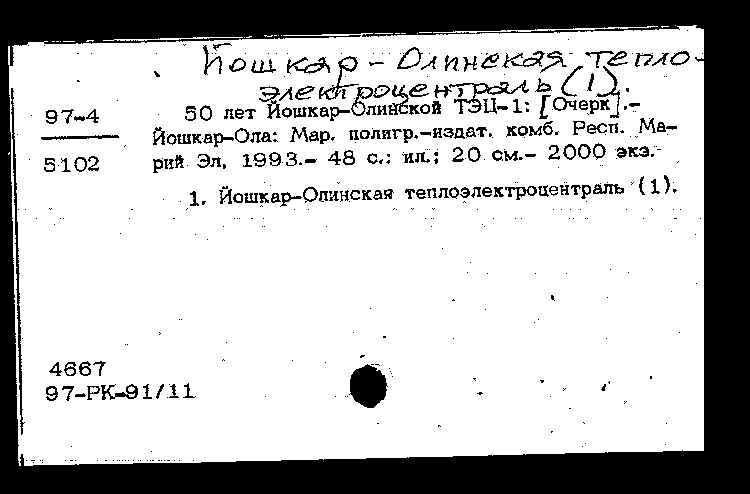 Йошкар-Олинская тепло-
электроцентраль (1).
97-4
50 лет Йошкар-Олинской ТЭЦ-1: [Очерк].-
Йошкар-Ола: Мар. полигр.-издат. комб. Респ. Ма-
5102
рий Эл, 1993.- 48 с.: ил.; 20 см.- 2000 экз.
1. Йошкар-Олинская теплоэлектроцентраль (1).
4667
97-РК-91/11